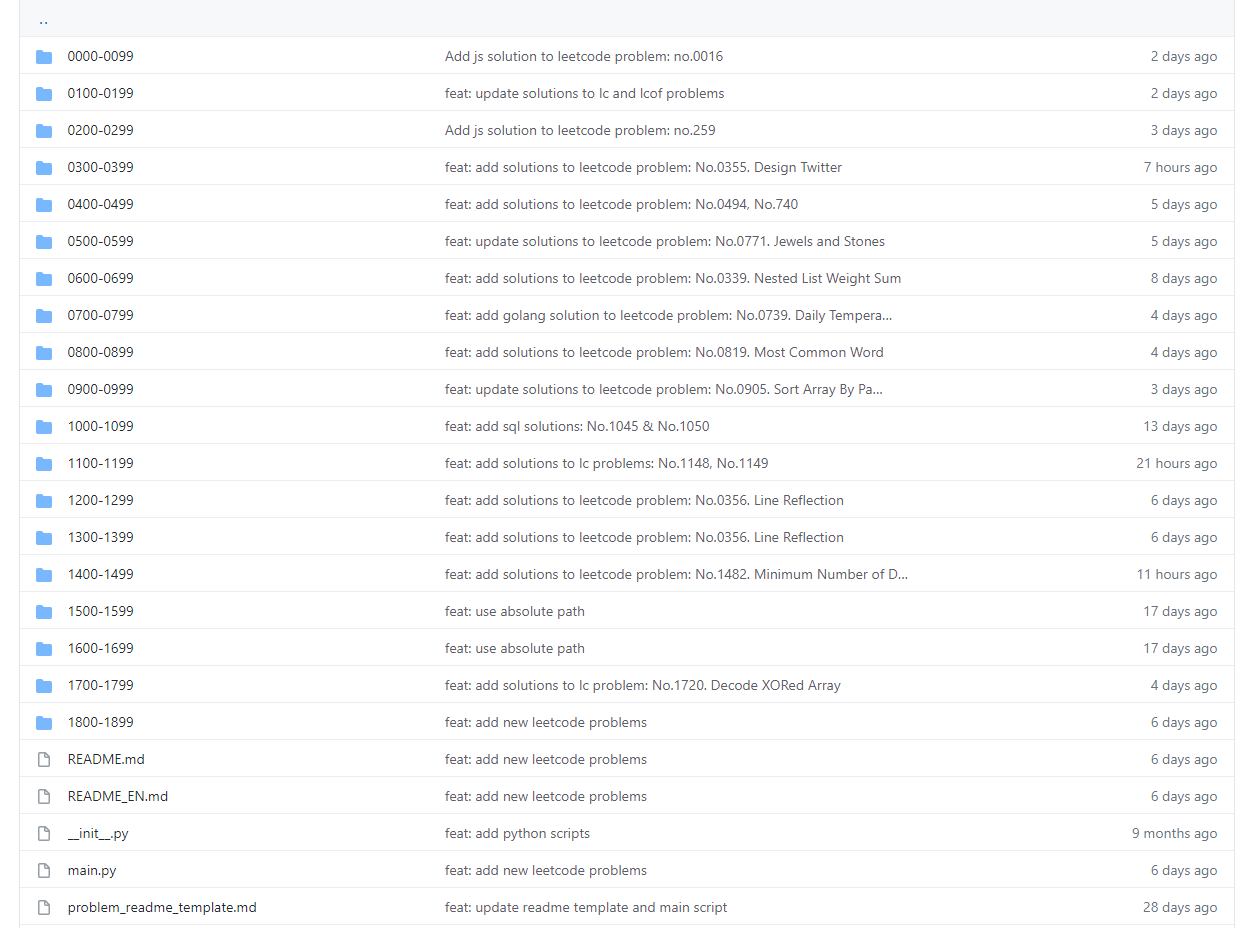 ..
0000-0099 Add js solution to leetcode problem: no.0016 2 days ago
0100-0199 feat: update solutions to lc and lcof problems 2 days ago
0200-0299 Add js solution to leetcode problem: no.259 3 days ago
0300-0399 feat: add solutions to leetcode problem: No.0355. Design Twitter 7 hours ago
0400-0499 feat: add solutions to leetcode problem: No.0494, No.740 5 days ago
0500-0599 feat: update solutions to leetcode problem: No.0771. Jewels and Stones 5 days ago
0600-0699 feat: add solutions to leetcode problem: No.0339. Nested List Weight Sum 8 days ago
0700-0799 feat: add golang solution to leetcode problem: No.0739. Daily Tempera... 4 days ago
0800-0899 feat: add solutions to leetcode problem: No.0819. Most Common Word 4 days ago
0900-0999 feat: update solutions to leetcode problem: No.0905. Sort Array By Pa... 3 days ago
1000-1099 feat: add sql solutions: No.1045 & No.1050 13 days ago
1100-1199 feat: add solutions to lc problems: No.1148, No.1149 21 hours ago
1200-1299 feat: add solutions to leetcode problem: No.0356. Line Reflection 6 days ago
1300-1399 feat: add solutions to leetcode problem: No.0356. Line Reflection 6 days ago
1400-1499 feat: add solutions to leetcode problem: No.1482. Minimum Number of D... 11 hours ago
1500-1599 feat: use absolute path 17 days ago
1600-1699 feat: use absolute path 17 days ago
1700-1799 feat: add solutions to lc problem: No.1720. Decode XORed Array 4 days ago
1800-1899 feat: add new leetcode problems 6 days ago
README.md feat: add new leetcode problems 6 days ago
README_EN.md feat: add new leetcode problems 6 days ago
__init__.py feat: add python scripts 9 months ago
main.py feat: add new leetcode problems 6 days ago
problem_readme_template.md feat: update readme template and main script 28 days ago